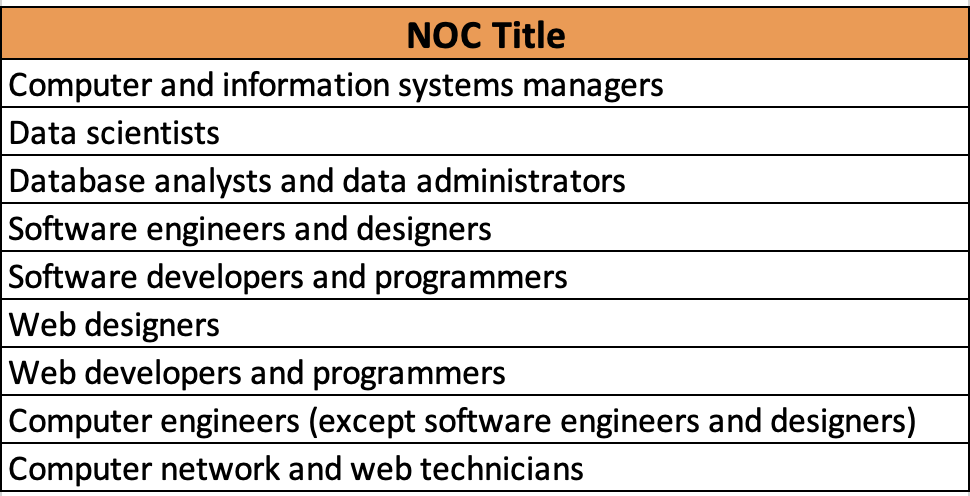 NOC Title
Computer and information systems managers
Data scientists
Database analysts and data administrators
Software engineers and designers
Software developers and programmers
Web designers
Web developers and programmers
Computer engineers (except software engineers and designers)
Computer network and web technicians